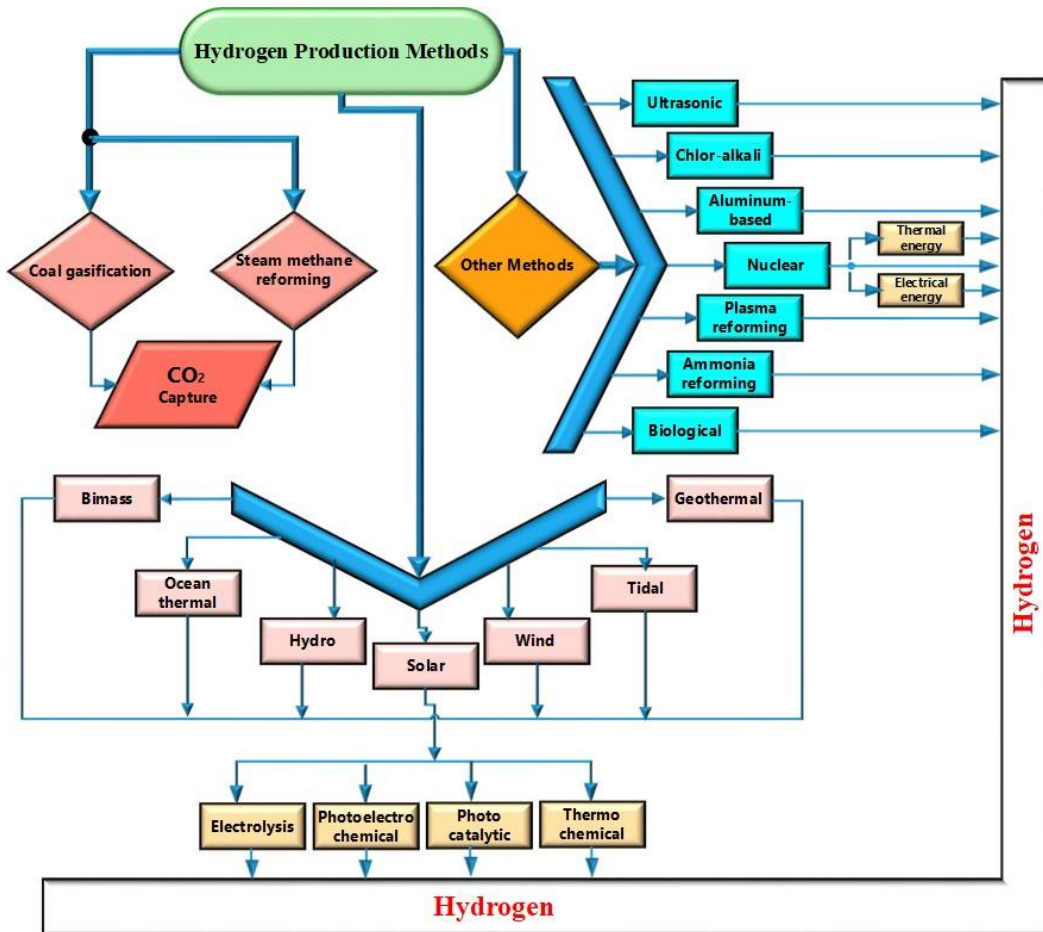 Hydrogen Production Methods
Ultrasonic
Chlor-alkali
Aluminum-
based
Thermal
energy
Nuclear
Electrical
energy
Plasma
reforming
Ammonia
reforming
Biological
Coal gasification
Steam methane
reforming
Other Methods
CO₂
Capture
Bimass
Geothermal
Ocean
thermal
Tidal
Hydro
Wind
Solar
Electrolysis
Photoelectro
chemical
Photo
catalytic
Thermo
chemical
Hydrogen
Hydrogen